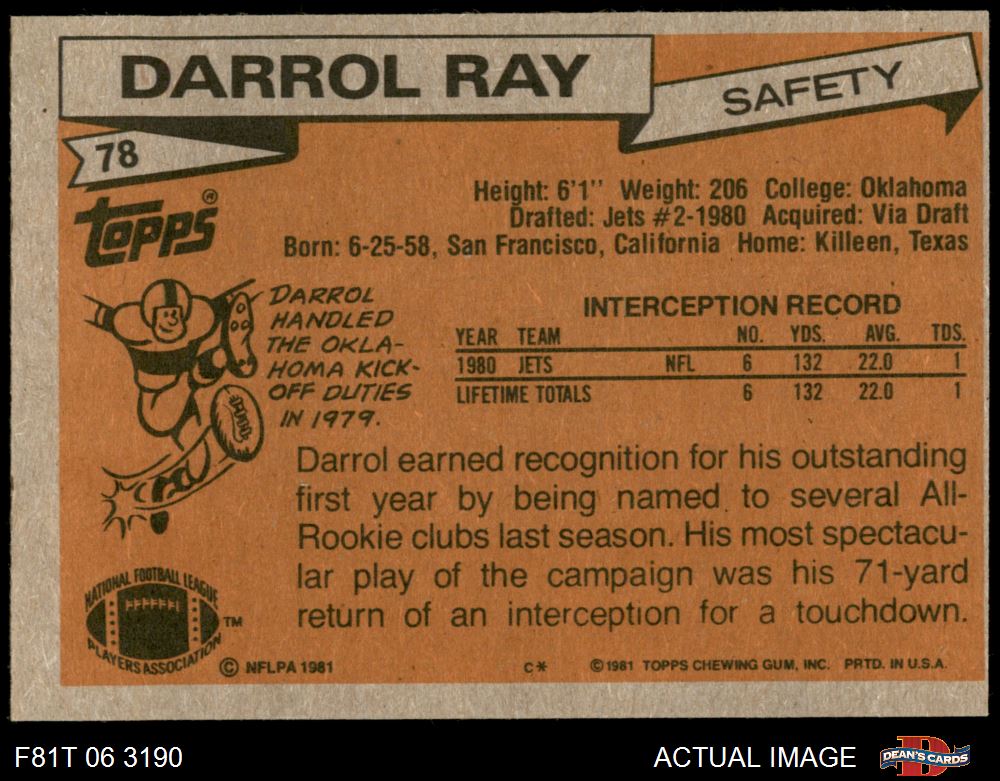 DARROL RAY
SAFETY
78
topps®
Height: 6'1'' Weight: 206 College: Oklahoma
Drafted: Jets #2-1980 Acquired: Via Draft
Born: 6-25-58, San Francisco, California Home: Killeen, Texas
DARROL
HANDLED
THE OKLA-
HOMA KICK-
OFF DUTIES
IN 1979.
INTERCEPTION RECORD
YEAR TEAM NO. YDS. AVG. TDS.
1980 JETS NFL 6 132 22.0 1
LIFETIME TOTALS 6 132 22.0 1
Darrol earned recognition for his outstanding
first year by being named to several All-
Rookie clubs last season. His most spectacu-
lar play of the campaign was his 71-yard
return of an interception for a touchdown.
NATIONAL FOOTBALL LEAGUE
PLAYERS ASSOCIATION
TM
© NFLPA 1981
C*
© 1981 TOPPS CHEWING GUM, INC. PRTD. IN U.S.A.
F81T 06 3190
ACTUAL IMAGE
D
DEAN'S CARDS